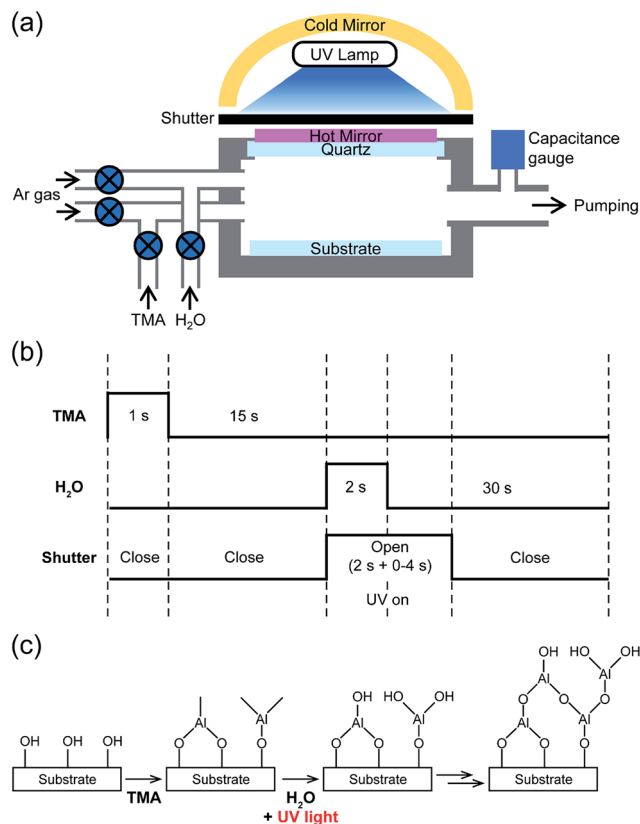 (a)
Cold Mirror
UV Lamp
Shutter
Hot Mirror
Quartz
Capacitance
gauge
Ar gas
Pumping
Substrate
TMA
H₂O
(b)
TMA
1 s
15 s
H₂O
2 s
30 s
Shutter
Close
Close
Open
(2 s + 0-4 s)
Close
UV on
(c)
OH
OH
OH
Substrate
TMA
Al
Al
O
O
O
Substrate
H₂O
+ UV light
OH
HO
OH
Al
Al
O
O
O
Substrate
OH
HO
OH
Al
Al
O
O
O
Al
Al
O
O
O
Substrate